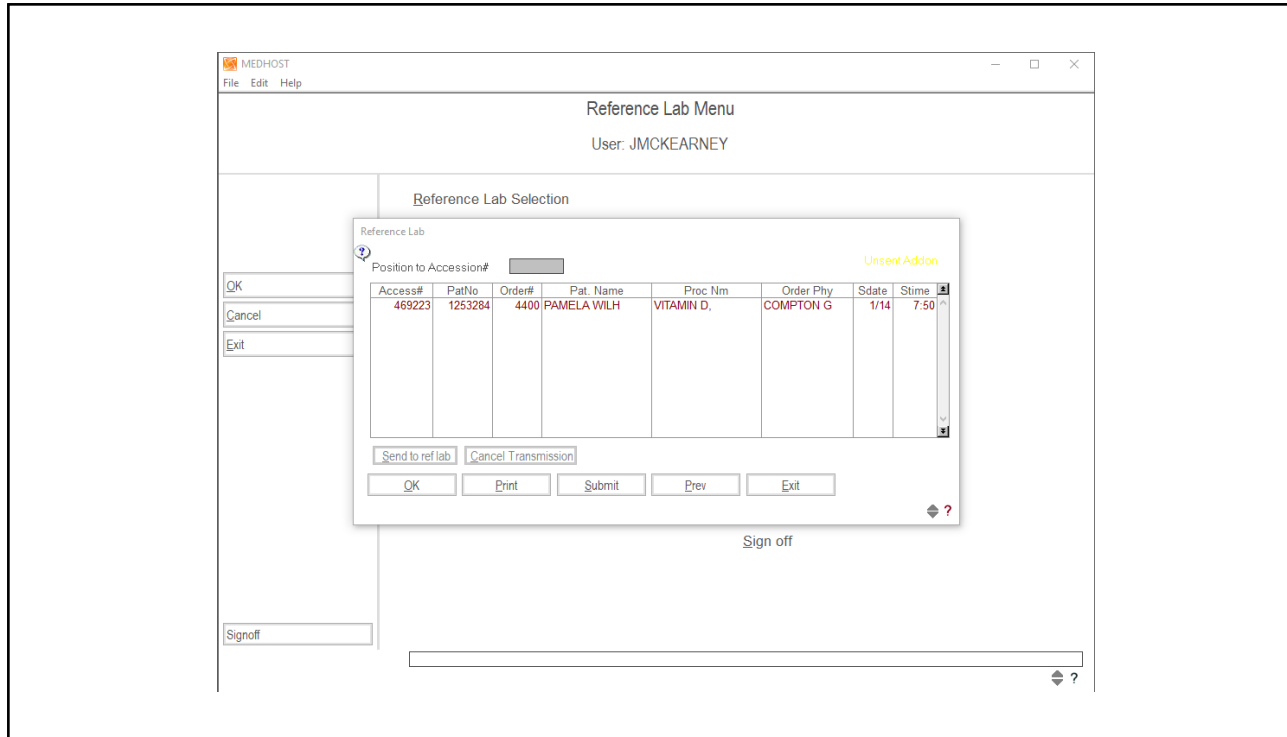 MEDHOST
File Edit Help
Reference Lab Menu
User: JMCKEARNEY
Reference Lab Selection
Reference Lab
?
Position to Accession#
Unsent Addon
OK
Cancel
Exit
Access# PatNo Order# Pat. Name Proc Nm Order Phy Sdate Stime
469223 1253284 4400 PAMELA WILH VITAMIN D, COMPTON G 1/14 7:50
Send to ref lab Cancel Transmission
OK Print Submit Prev Exit
?
Sign off
Signoff
?